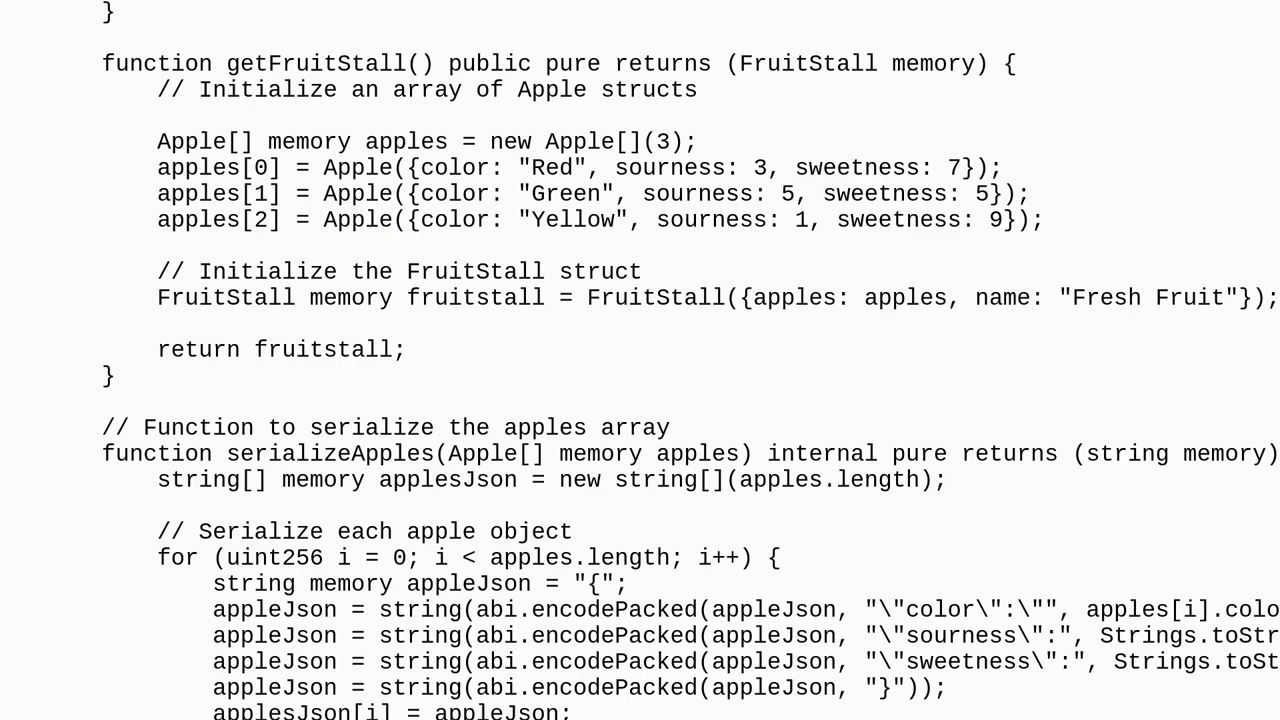 }
function getFruitStall() public pure returns (FruitStall memory) {
// Initialize an array of Apple structs
Apple[] memory apples = new Apple[](3);
apples[0] = Apple({color: "Red", sourness: 3, sweetness: 7});
apples[1] = Apple({color: "Green", sourness: 5, sweetness: 5});
apples[2] = Apple({color: "Yellow", sourness: 1, sweetness: 9});
// Initialize the FruitStall struct
FruitStall memory fruitstall = FruitStall({apples: apples, name: "Fresh Fruit"});
return fruitstall;
}
// Function to serialize the apples array
function serializeApples(Apple[] memory apples) internal pure returns (string memory)
string[] memory applesJson = new string[](apples.length);
// Serialize each apple object
for (uint256 i = 0; i < apples.length; i++) {
string memory appleJson = "{";
appleJson = string(abi.encodePacked(appleJson, "\"color\":\"", apples[i].colo
appleJson = string(abi.encodePacked(appleJson, "\"sourness\":", Strings.toStr
appleJson = string(abi.encodePacked(appleJson, "\"sweetness\":", Strings.toSt
appleJson = string(abi.encodePacked(appleJson, "}"));
applesJson[i] = appleJson;